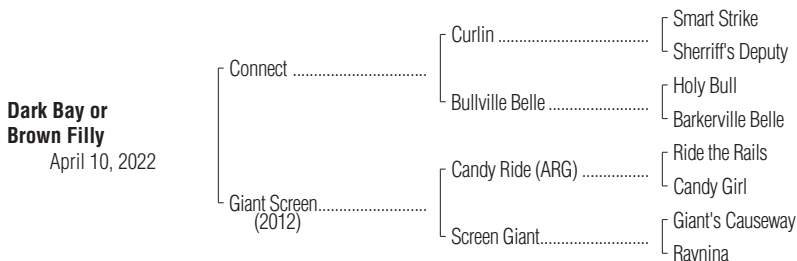 Dark Bay or
Brown Filly
April 10, 2022
Connect ..............................
Giant Screen..........................
(2012)
Curlin ....................................
Bullville Belle ........................
Candy Ride (ARG) ................
Screen Giant..........................
Smart Strike
Sherriff's Deputy
Holy Bull
Barkerville Belle
Ride the Rails
Candy Girl
Giant's Causeway
Raynina